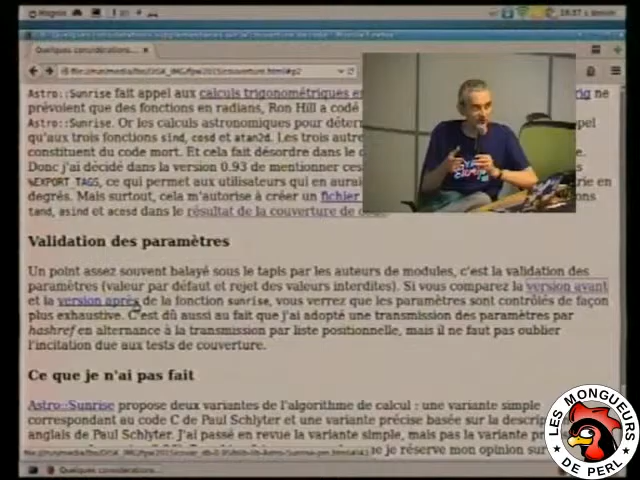 Quelques considérations...
Astro::Sunrise fait appel aux calculs trigonométriques e ne
prévoient que des fonctions en radians, Ron Hill a codé
Astro::Sunrise. Or les calculs astronomiques pour déter pel
qu'aux trois fonctions sind, cosd et atan2d. Les trois autre
constituent du code mort. Et cela fait désordre dans le
Donc j'ai décidé dans la version 0.93 de mentionner ces
%EXPORT_TAGS, ce qui permet aux utilisateurs qui en aurai rie en
degrés. Mais surtout, cela m'autorise à créer un fichier ons
tand, asind et acosd dans le résultat de la couverture de
Validation des paramètres
Un point assez souvent balayé sous le tapis par les auteurs de modules, c'est la validation des
paramètres (valeur par défaut et rejet des valeurs interdites). Si vous comparez la version avant
et la version après de la fonction sunrise, vous verrez que les paramètres sont contrôlés de façon
plus exhaustive. C'est dû aussi au fait que j'ai adopté une transmission des paramètres par
hashref en alternance à la transmission par liste positionnelle, mais il ne faut pas oublier
l'incitation due aux tests de couverture.
Ce que je n'ai pas fait
Astro::Sunrise propose deux variantes de l'algorithme de calcul : une variante simple
correspondant au code C de Paul Schlyter et une variante précise basée sur la descrip
anglais de Paul Schlyter. J'ai passé en revue la variante simple, mais pas la variante pr
je réserve mon opinion sur
Quelques considérations...
LES MONGUEURS
DE PERL